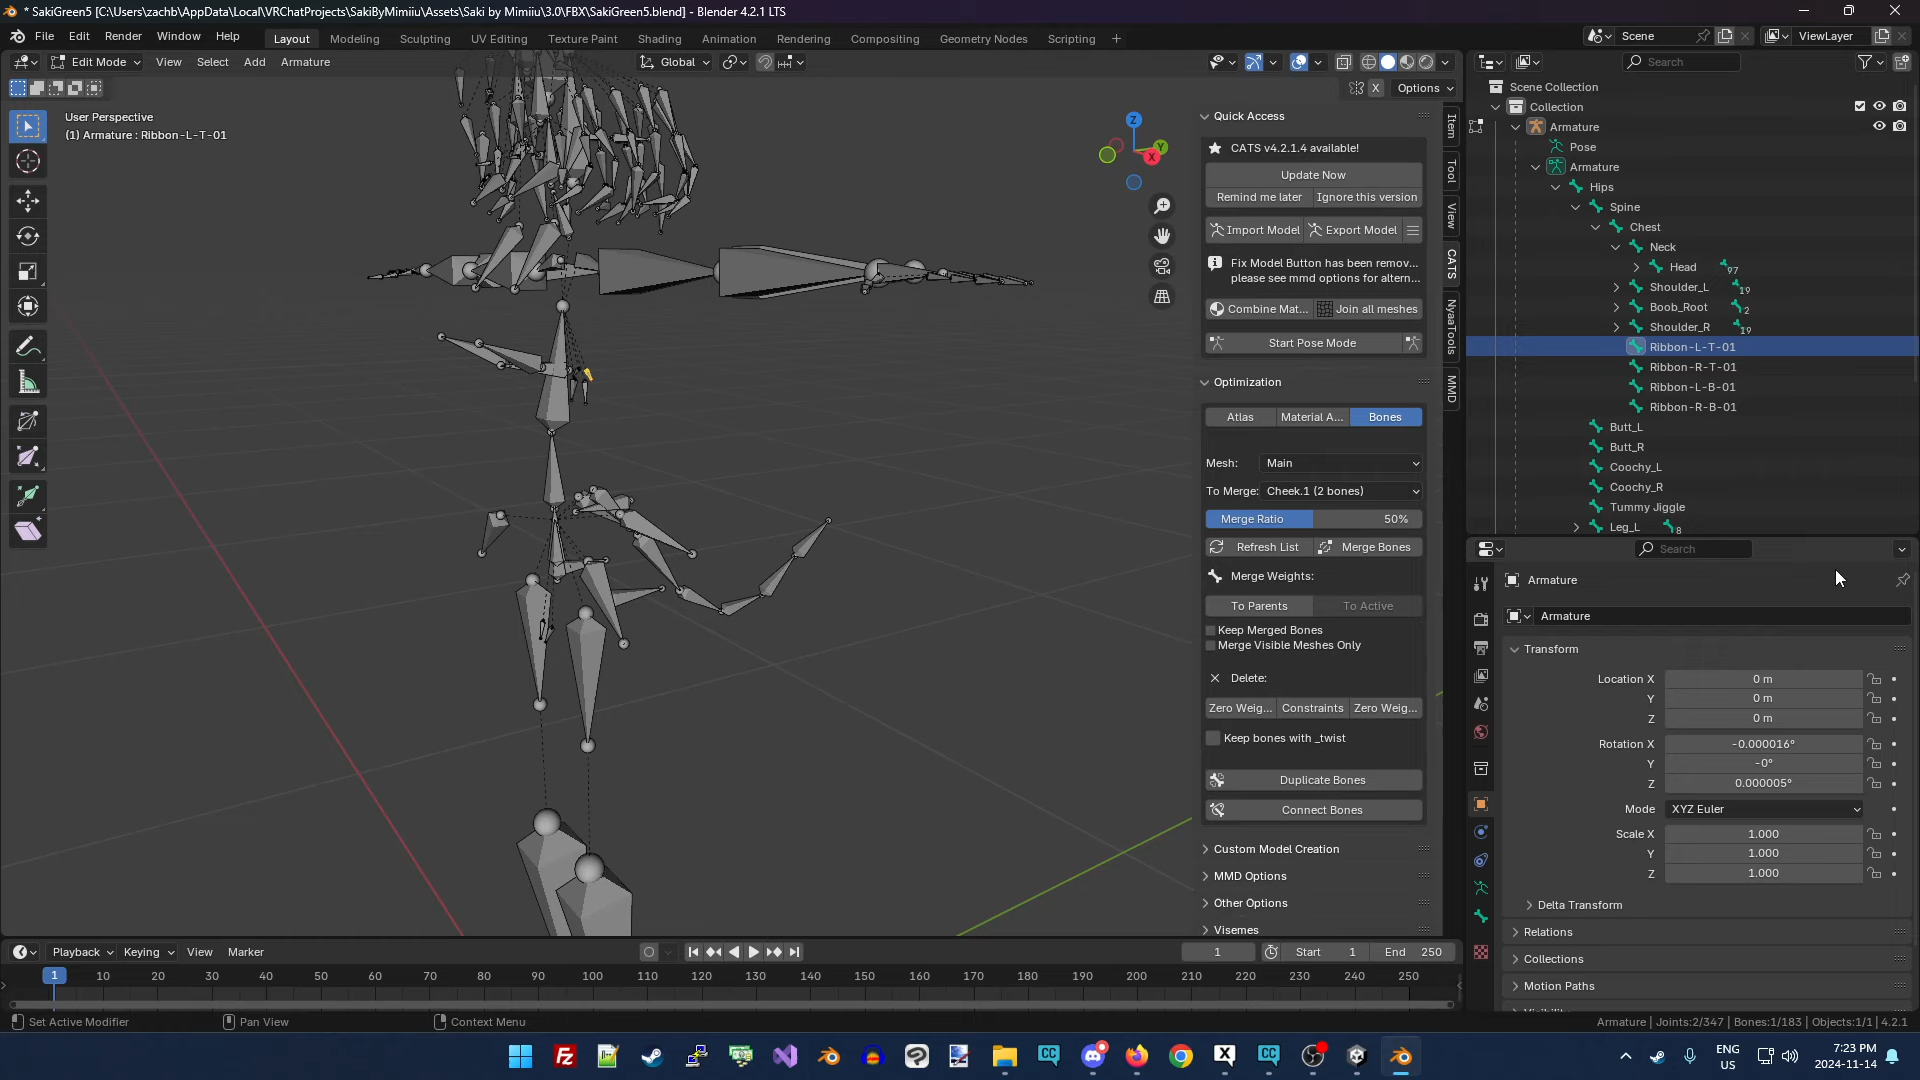 * SakiGreen5 [C:\Users\zachb\AppData\Local\VRChatProjects\SakiByMimiiu\Assets\Saki by Mimiiu\3.0\FBX\SakiGreen5.blend] - Blender 4.2.1 LTS
File Edit Render Window Help Layout Modeling Sculpting UV Editing Texture Paint Shading Animation Rendering Compositing Geometry Nodes Scripting + Scene ViewLayer
Edit Mode View Select Add Armature Global Search
X Options
User Perspective
(1) Armature : Ribbon-L-T-01
Z
Y
X
Item
Tool
View
CATS
NyaaTools
MMD
Quick Access
CATS v4.2.1.4 available!
Update Now
Remind me later Ignore this version
Import Model Export Model
Fix Model Button has been remov...
please see mmd options for altern...
Combine Mat... Join all meshes
Start Pose Mode
Optimization
Atlas Material A... Bones
Mesh: Main
To Merge: Cheek.1 (2 bones)
Merge Ratio 50%
Refresh List Merge Bones
Merge Weights:
To Parents To Active
Keep Merged Bones
Merge Visible Meshes Only
Delete:
Zero Weig... Constraints Zero Weig...
Keep bones with _twist
Duplicate Bones
Connect Bones
Custom Model Creation
MMD Options
Other Options
Visemes
Scene Collection
Collection
Armature
Pose
Armature
Hips
Spine
Chest
Neck
Head 97
Shoulder_L 19
Boob_Root 2
Shoulder_R 19
Ribbon-L-T-01
Ribbon-R-T-01
Ribbon-L-B-01
Ribbon-R-B-01
Butt_L
Butt_R
Coochy_L
Coochy_R
Tummy Jiggle
Leg_L 8
Search
Armature
Armature
Transform
Location X 0 m
Y 0 m
Z 0 m
Rotation X -0.000016°
Y -0°
Z 0.000005°
Mode XYZ Euler
Scale X 1.000
Y 1.000
Z 1.000
Delta Transform
Relations
Collections
Motion Paths
Playback Keying View Marker 1 Start 1 End 250
1 10 20 30 40 50 60 70 80 90 100 110 120 130 140 150 160 170 180 190 200 210 220 230 240 250
Set Active Modifier Pan View Context Menu Armature | Joints:2/347 | Bones:1/183 | Objects:1/1 | 4.2.1
CC CC
ENG
US
7:23 PM
2024-11-14